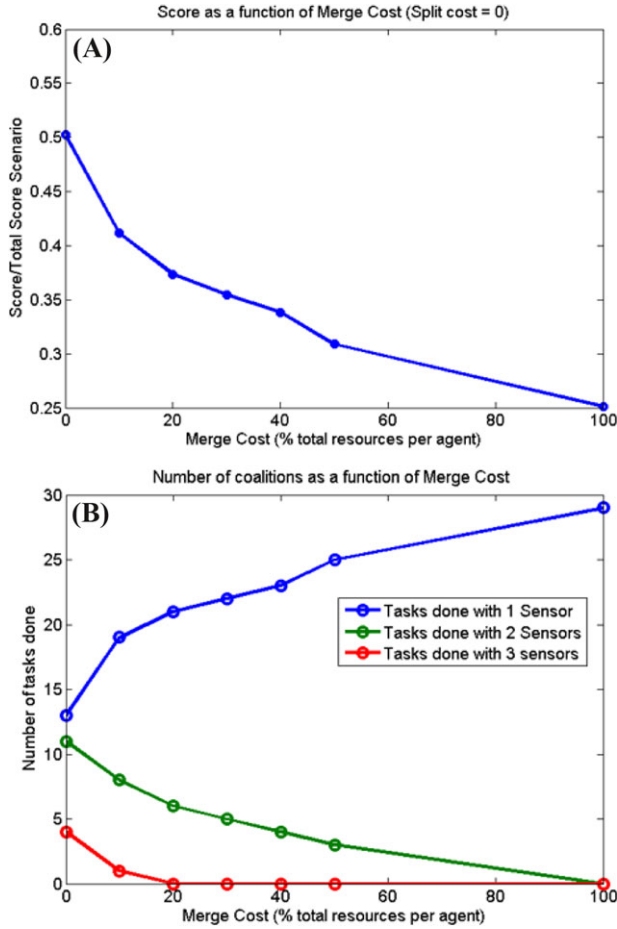 Score as a function of Merge Cost (Split cost = 0)
(A)
Score/Total Score Scenario
0.6
0.55
0.5
0.45
0.4
0.35
0.3
0.25
0 20 40 60 80 100
Merge Cost (% total resources per agent)
Number of coalitions as a function of Merge Cost
(B)
Number of tasks done
30
25
20
15
10
5
0
Tasks done with 1 Sensor
Tasks done with 2 Sensors
Tasks done with 3 sensors
0 20 40 60 80 100
Merge Cost (% total resources per agent)